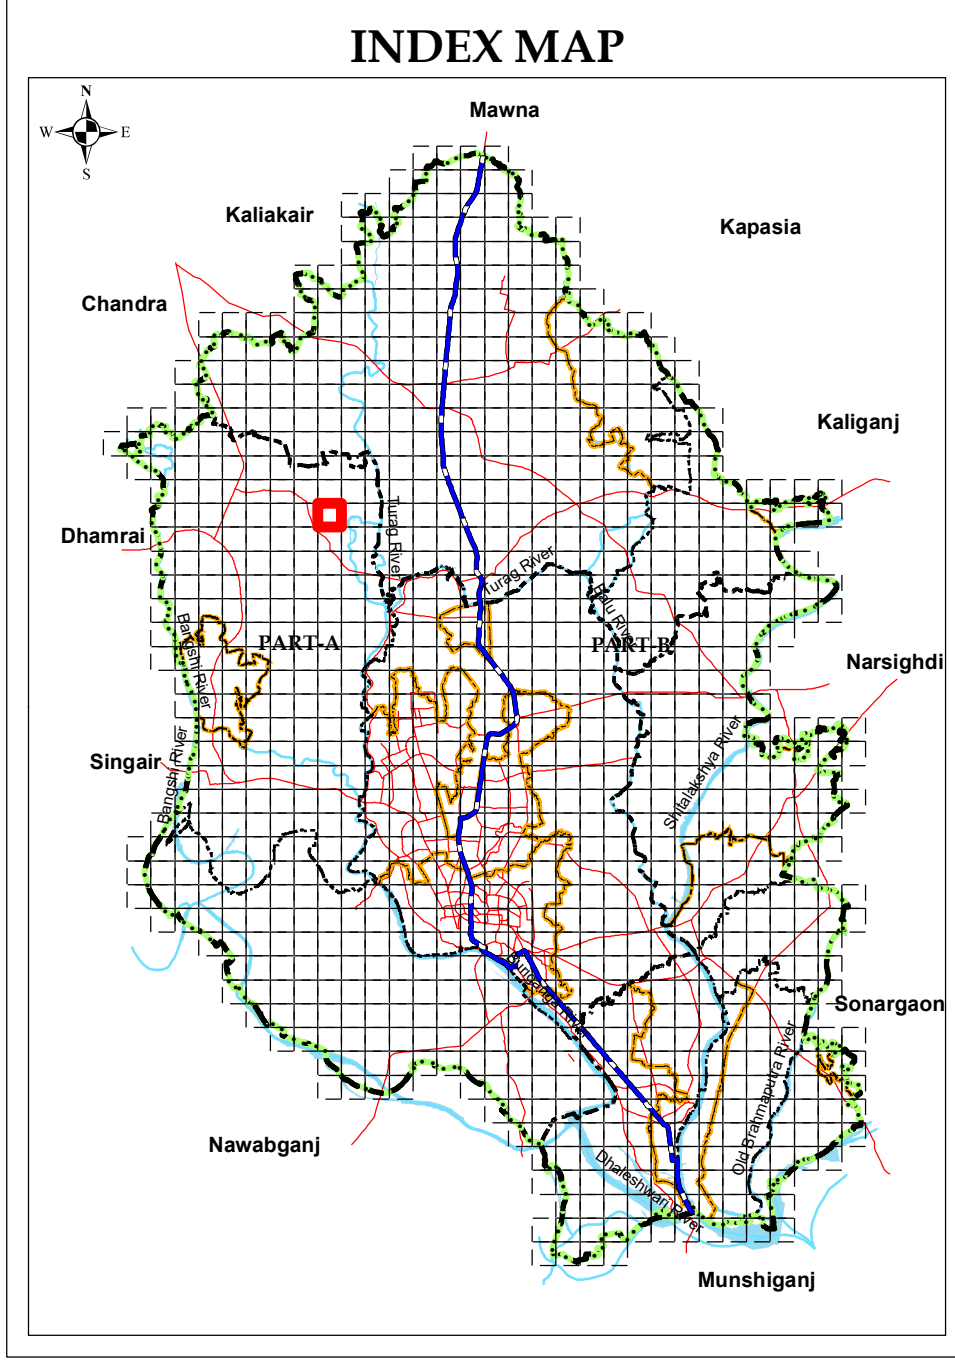 INDEX MAP
N
W E
S
Mawna
Kaliakair
Kapasia
Chandra
Kaliganj
Turag River
Dhamrai
Turag River
Balu River
Bangshi River
PART-A
PART-B
Narsighdi
Shitalakshya River
Bangshi River
Singair
Buriganga River
Sonargaon
Old Brahmaputra River
Nawabganj
Dhaleshwari River
Munshiganj